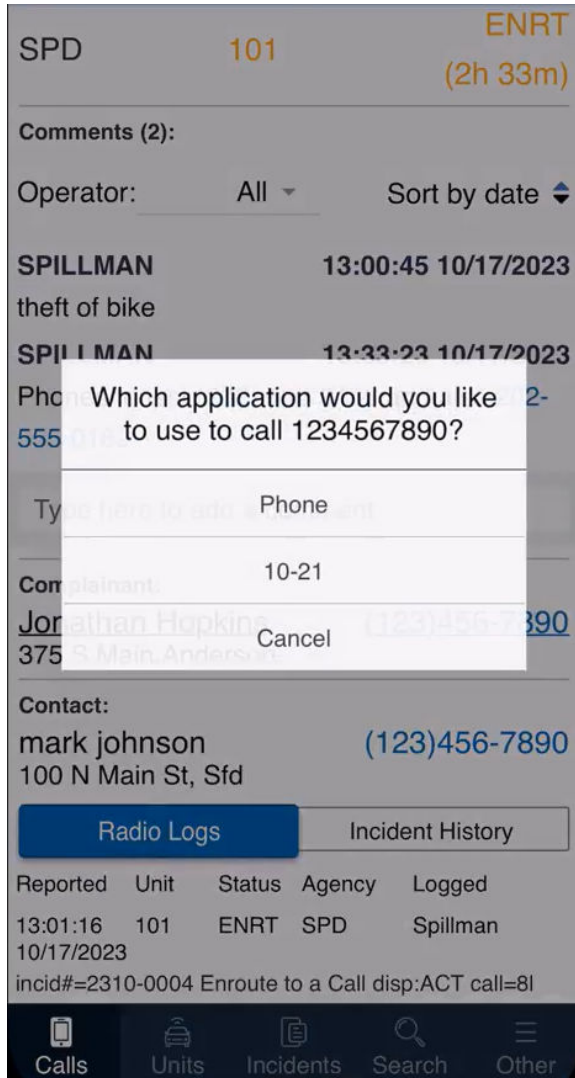 SPD 101 ENRT
(2h 33m)
Comments (2):
Operator: All Sort by date
SPILLMAN 13:00:45 10/17/2023
theft of bike
SPILLMAN 13:33:23 10/17/2023
Which application would you like
to use to call 1234567890?
555
Phone
10-21
Cancel
Complainant:
Jonathan Hopkins (123)456-7890
375 S Main, Anderson
Contact:
mark johnson (123)456-7890
100 N Main St, Sfd
Radio Logs Incident History
Reported Unit Status Agency Logged
13:01:16 101 ENRT SPD Spillman
10/17/2023
incid#=2310-0004 Enroute to a Call disp:ACT call=8l
Calls Units Incidents Search Other